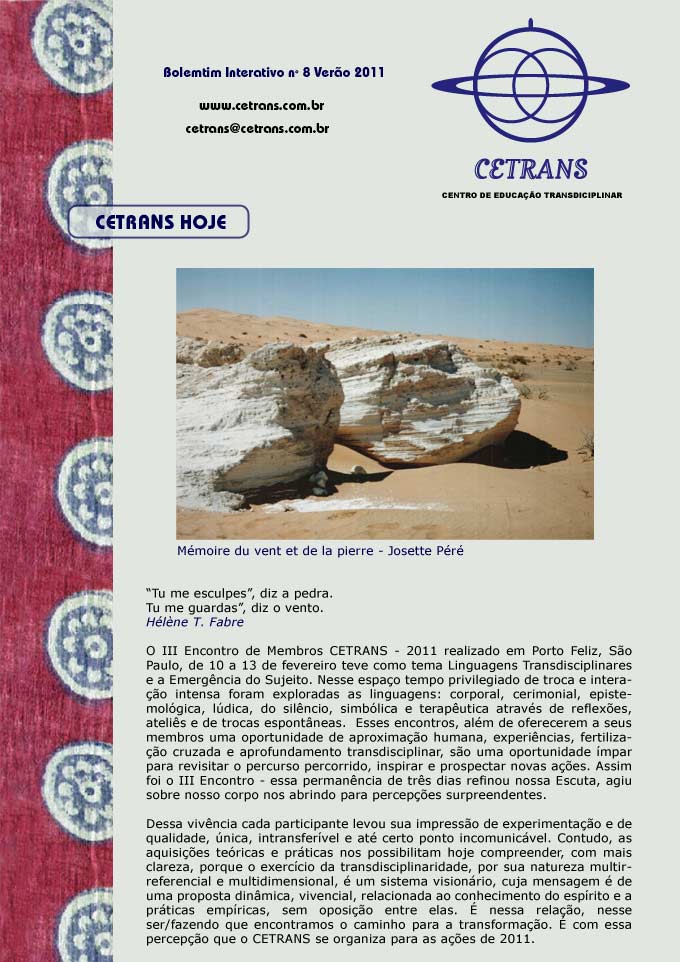 Bolemtim Interativo nº 8 Verão 2011
www.cetrans.com.br
cetrans@cetrans.com.br
CETRANS
CENTRO DE EDUCAÇÃO TRANSDICIPLINAR
CETRANS HOJE
Mémoire du vent et de la pierre - Josette Péré
“Tu me esculpes”, diz a pedra.
Tu me guardas”, diz o vento.
Hélène T. Fabre
O III Encontro de Membros CETRANS - 2011 realizado em Porto Feliz, São
Paulo, de 10 a 13 de fevereiro teve como tema Linguagens Transdisciplinares
e a Emergência do Sujeito. Nesse espaço tempo privilegiado de troca e intera-
ção intensa foram exploradas as linguagens: corporal, cerimonial, episte-
mológica, lúdica, do silêncio, simbólica e terapêutica através de reflexões,
ateliês e de trocas espontâneas. Esses encontros, além de oferecerem a seus
membros uma oportunidade de aproximação humana, experiências, fertiliza-
ção cruzada e aprofundamento transdisciplinar, são uma oportunidade ímpar
para revisitar o percurso percorrido, inspirar e prospectar novas ações. Assim
foi o III Encontro - essa permanência de três dias refinou nossa Escuta, agiu
sobre nosso corpo nos abrindo para percepções surpreendentes.
Dessa vivência cada participante levou sua impressão de experimentação e de
qualidade, única, intransferível e até certo ponto incomunicável. Contudo, as
aquisições teóricas e práticas nos possibilitam hoje compreender, com mais
clareza, porque o exercício da transdisciplinaridade, por sua natureza multir-
referencial e multidimensional, é um sistema visionário, cuja mensagem é de
uma proposta dinâmica, vivencial, relacionada ao conhecimento do espírito e a
práticas empíricas, sem oposição entre elas. É nessa relação, nesse
ser/fazendo que encontramos o caminho para a transformação. É com essa
percepção que o CETRANS se organiza para as ações de 2011.